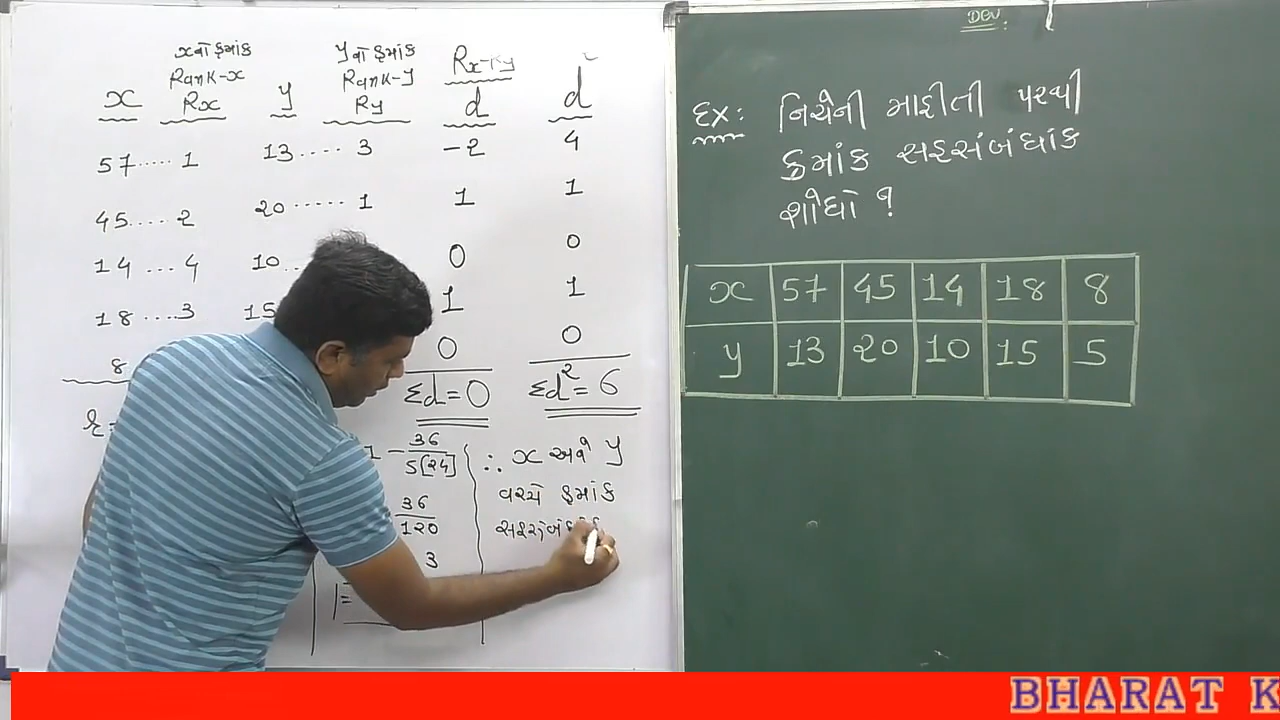 xનો ક્રમાંક yનો ક્રમાંક
Rank-x Rank-y Rx-Ry
x Rx y Ry d d²
57..... 1 13.... 3 -2 4
45.... 2 20 ..... 1 1 1
14 ... 4 10.. 0 0
18 ...3 15 1 1
8 0 0
Σd=0 Σd²=6
1 - 36/5[24]
36/120
3
=
∴ x અને y
વચ્ચે ક્રમાંક
DEV.
Ex: નિચેની માહીતી પરથી
ક્રમાંક સહસંબંધાંક
શોધો ?
x 57 45 14 18 8
y 13 20 10 15 5
BHARAT K